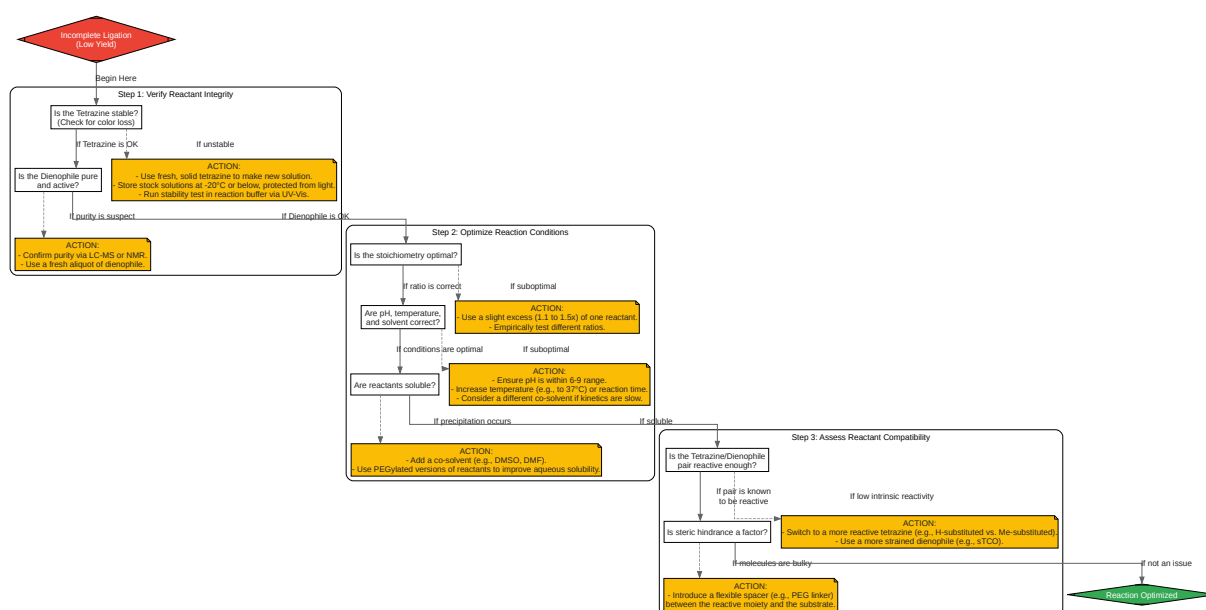 Incomplete Ligation
(Low Yield)
Begin Here
Step 1: Verify Reactant Integrity
Is the Tetrazine stable?
(Check for color loss)
If Tetrazine is OK
If unstable
ACTION:
- Use fresh, solid tetrazine to make new solution.
- Store stock solutions at -20°C or below, protected from light.
- Run stability test in reaction buffer via UV-Vis.
Is the Dienophile pure
and active?
If purity is suspect
If Dienophile is OK
ACTION:
- Confirm purity via LC-MS or NMR.
- Use a fresh aliquot of dienophile.
Step 2: Optimize Reaction Conditions
Is the stoichiometry optimal?
If ratio is correct
If suboptimal
ACTION:
- Use a slight excess (1.1 to 1.5x) of one reactant.
- Empirically test different ratios.
Are pH, temperature,
and solvent correct?
If conditions are optimal
If suboptimal
ACTION:
- Ensure pH is within 6-9 range.
- Increase temperature (e.g., to 37°C) or reaction time.
- Consider a different co-solvent if kinetics are slow.
Are reactants soluble?
If precipitation occurs
If soluble
ACTION:
- Add a co-solvent (e.g., DMSO, DMF).
- Use PEGylated versions of reactants to improve aqueous solubility.
Step 3: Assess Reactant Compatibility
Is the Tetrazine/Dienophile
pair reactive enough?
If pair is known
to be reactive
If low intrinsic reactivity
ACTION:
- Switch to a more reactive tetrazine (e.g., H-substituted vs. Me-substituted).
- Use a more strained dienophile (e.g., sTCO).
Is steric hindrance a factor?
If molecules are bulky
If not an issue
ACTION:
- Introduce a flexible spacer (e.g., PEG linker)
between the reactive moiety and the substrate.
Reaction Optimized